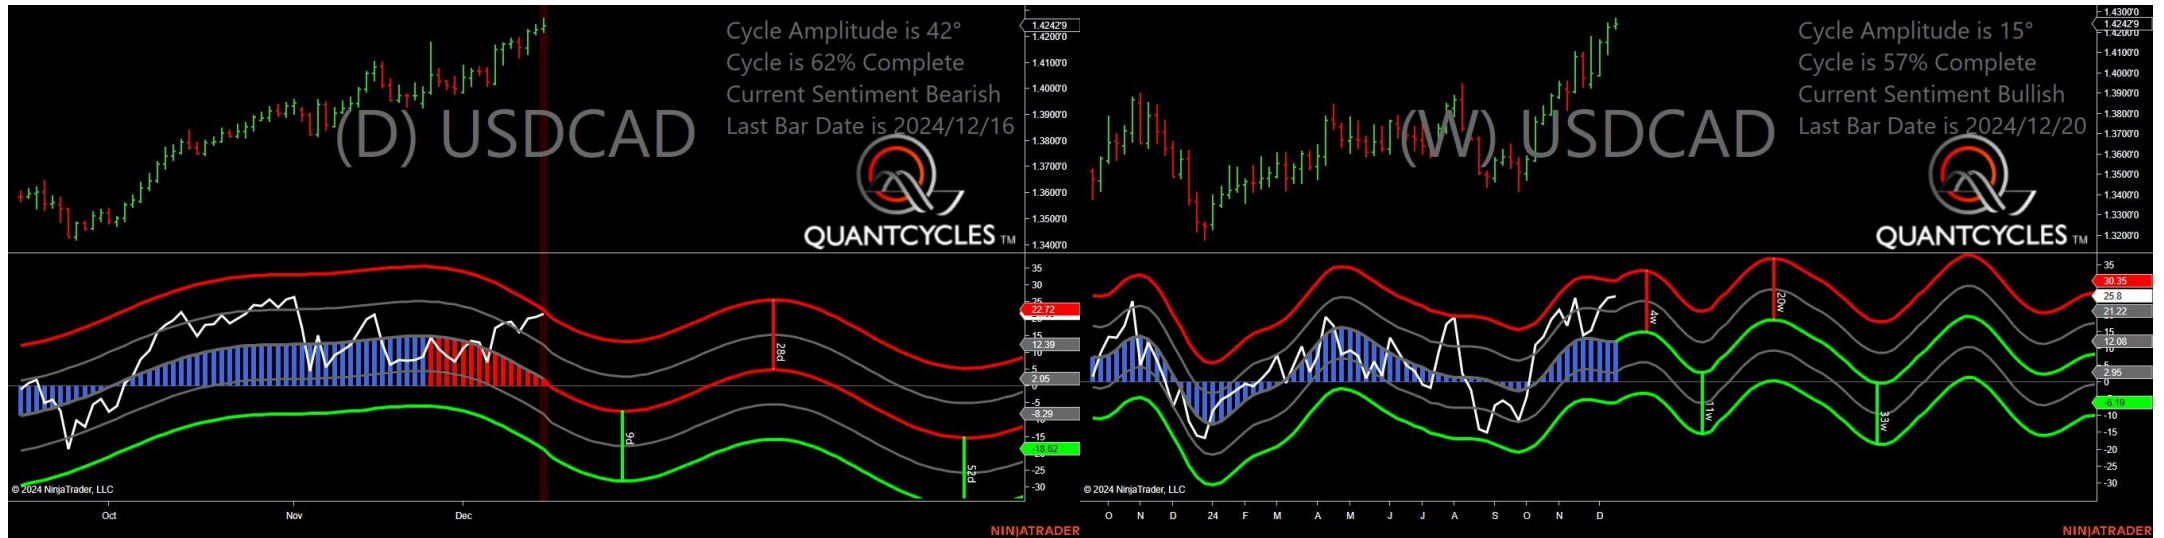 Cycle Amplitude is 42°
Cycle is 62% Complete
Current Sentiment Bearish
Last Bar Date is 2024/12/16
(D) USDCAD
QUANTCYCLES TM
1.4242'9
1.4200'0
1.4100'0
1.4000'0
1.3900'0
1.3800'0
1.3700'0
1.3600'0
1.3500'0
1.3400'0
35
30
25
22.72
15
12.39
10
2.05
-5
-8.29
-15
-18.62
-25
-30
9d
28d
52d
© 2024 NinjaTrader, LLC
Oct
Nov
Dec
NINJATRADER
Cycle Amplitude is 15°
Cycle is 57% Complete
Current Sentiment Bullish
Last Bar Date is 2024/12/20
(W) USDCAD
QUANTCYCLES TM
1.4300'0
1.4242'9
1.4200'0
1.4100'0
1.4000'0
1.3900'0
1.3800'0
1.3700'0
1.3600'0
1.3500'0
1.3400'0
1.3300'0
1.3200'0
35
30.35
25.8
21.22
15
12.08
2.95
0
-6.19
-10
-15
-20
-25
-30
4w
11w
20w
33w
© 2024 NinjaTrader, LLC
O N D 24 F M A M J J A S O N D
NINJATRADER